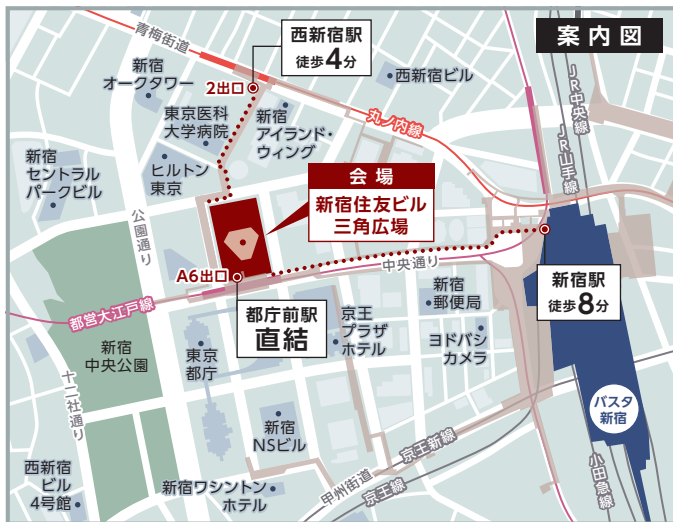 案内図
青梅街道
西新宿駅
徒歩4分
2出口
新宿
オークタワー
東京医科
大学病院
新宿
アイランド・
ウィング
西新宿ビル
丸ノ内線
JR中央線
JR山手線
新宿
セントラル
パークビル
ヒルトン
東京
会場
新宿住友ビル
三角広場
公園通り
A6出口
中央通り
新宿駅
徒歩8分
都営大江戸線
都庁前駅
直結
新宿
郵便局
京王
プラザ
ホテル
ヨドバシ
カメラ
新宿
中央公園
東京
都庁
十二社通り
バスタ
新宿
新宿
NSビル
京王新線
甲州街道
京王線
小田急線
西新宿
ビル
4号館
新宿ワシントン
ホテル